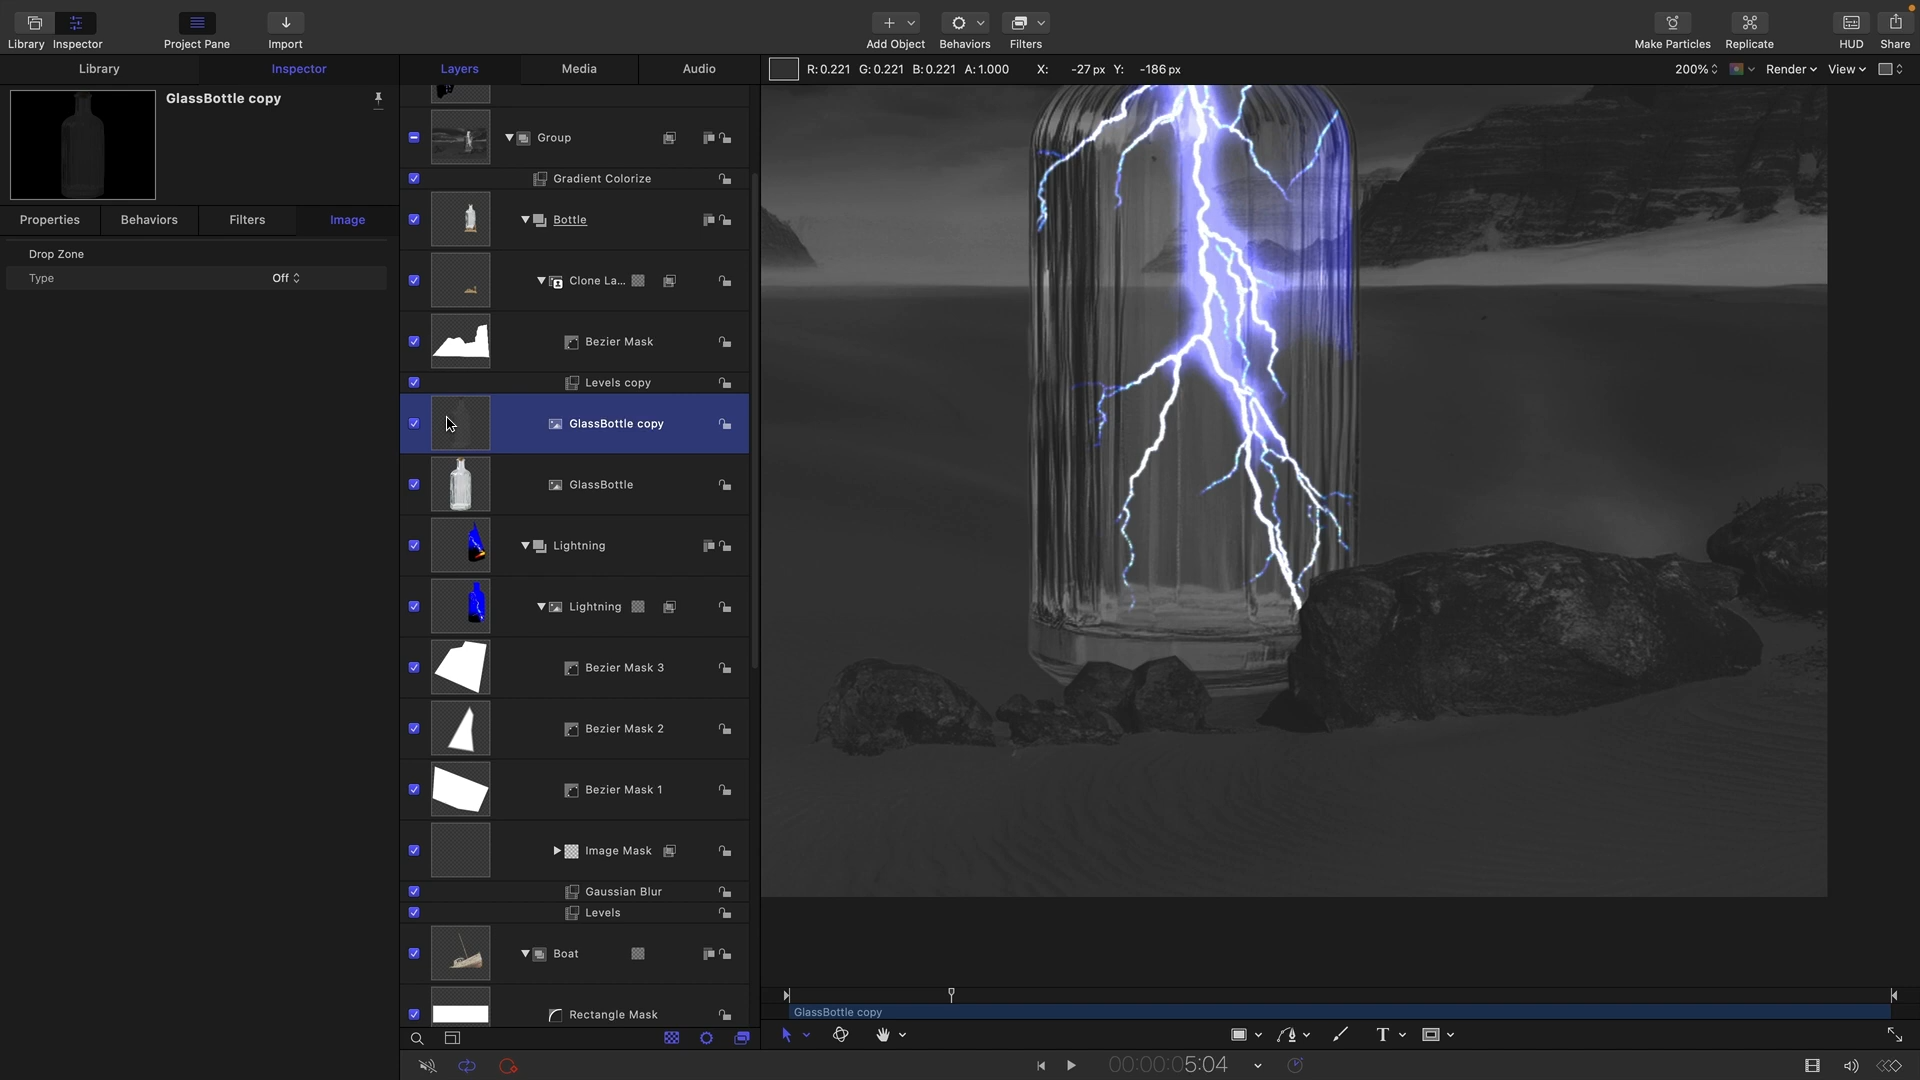 Library
Inspector
Project Pane
Import
Add Object
Behaviors
Filters
Make Particles
Replicate
HUD
Share
Library
Inspector
Layers
Media
Audio
R:0.221 G:0.221 B:0.221 A:1.000 X: -27 px Y: -186 px
200%
Render
View
GlassBottle copy
Properties
Behaviors
Filters
Image
Drop Zone
Type
Off
Group
Gradient Colorize
Bottle
Clone La...
Bezier Mask
Levels copy
GlassBottle copy
GlassBottle
Lightning
Lightning
Bezier Mask 3
Bezier Mask 2
Bezier Mask 1
Image Mask
Gaussian Blur
Levels
Boat
Rectangle Mask
GlassBottle copy
T
00:00:05:04